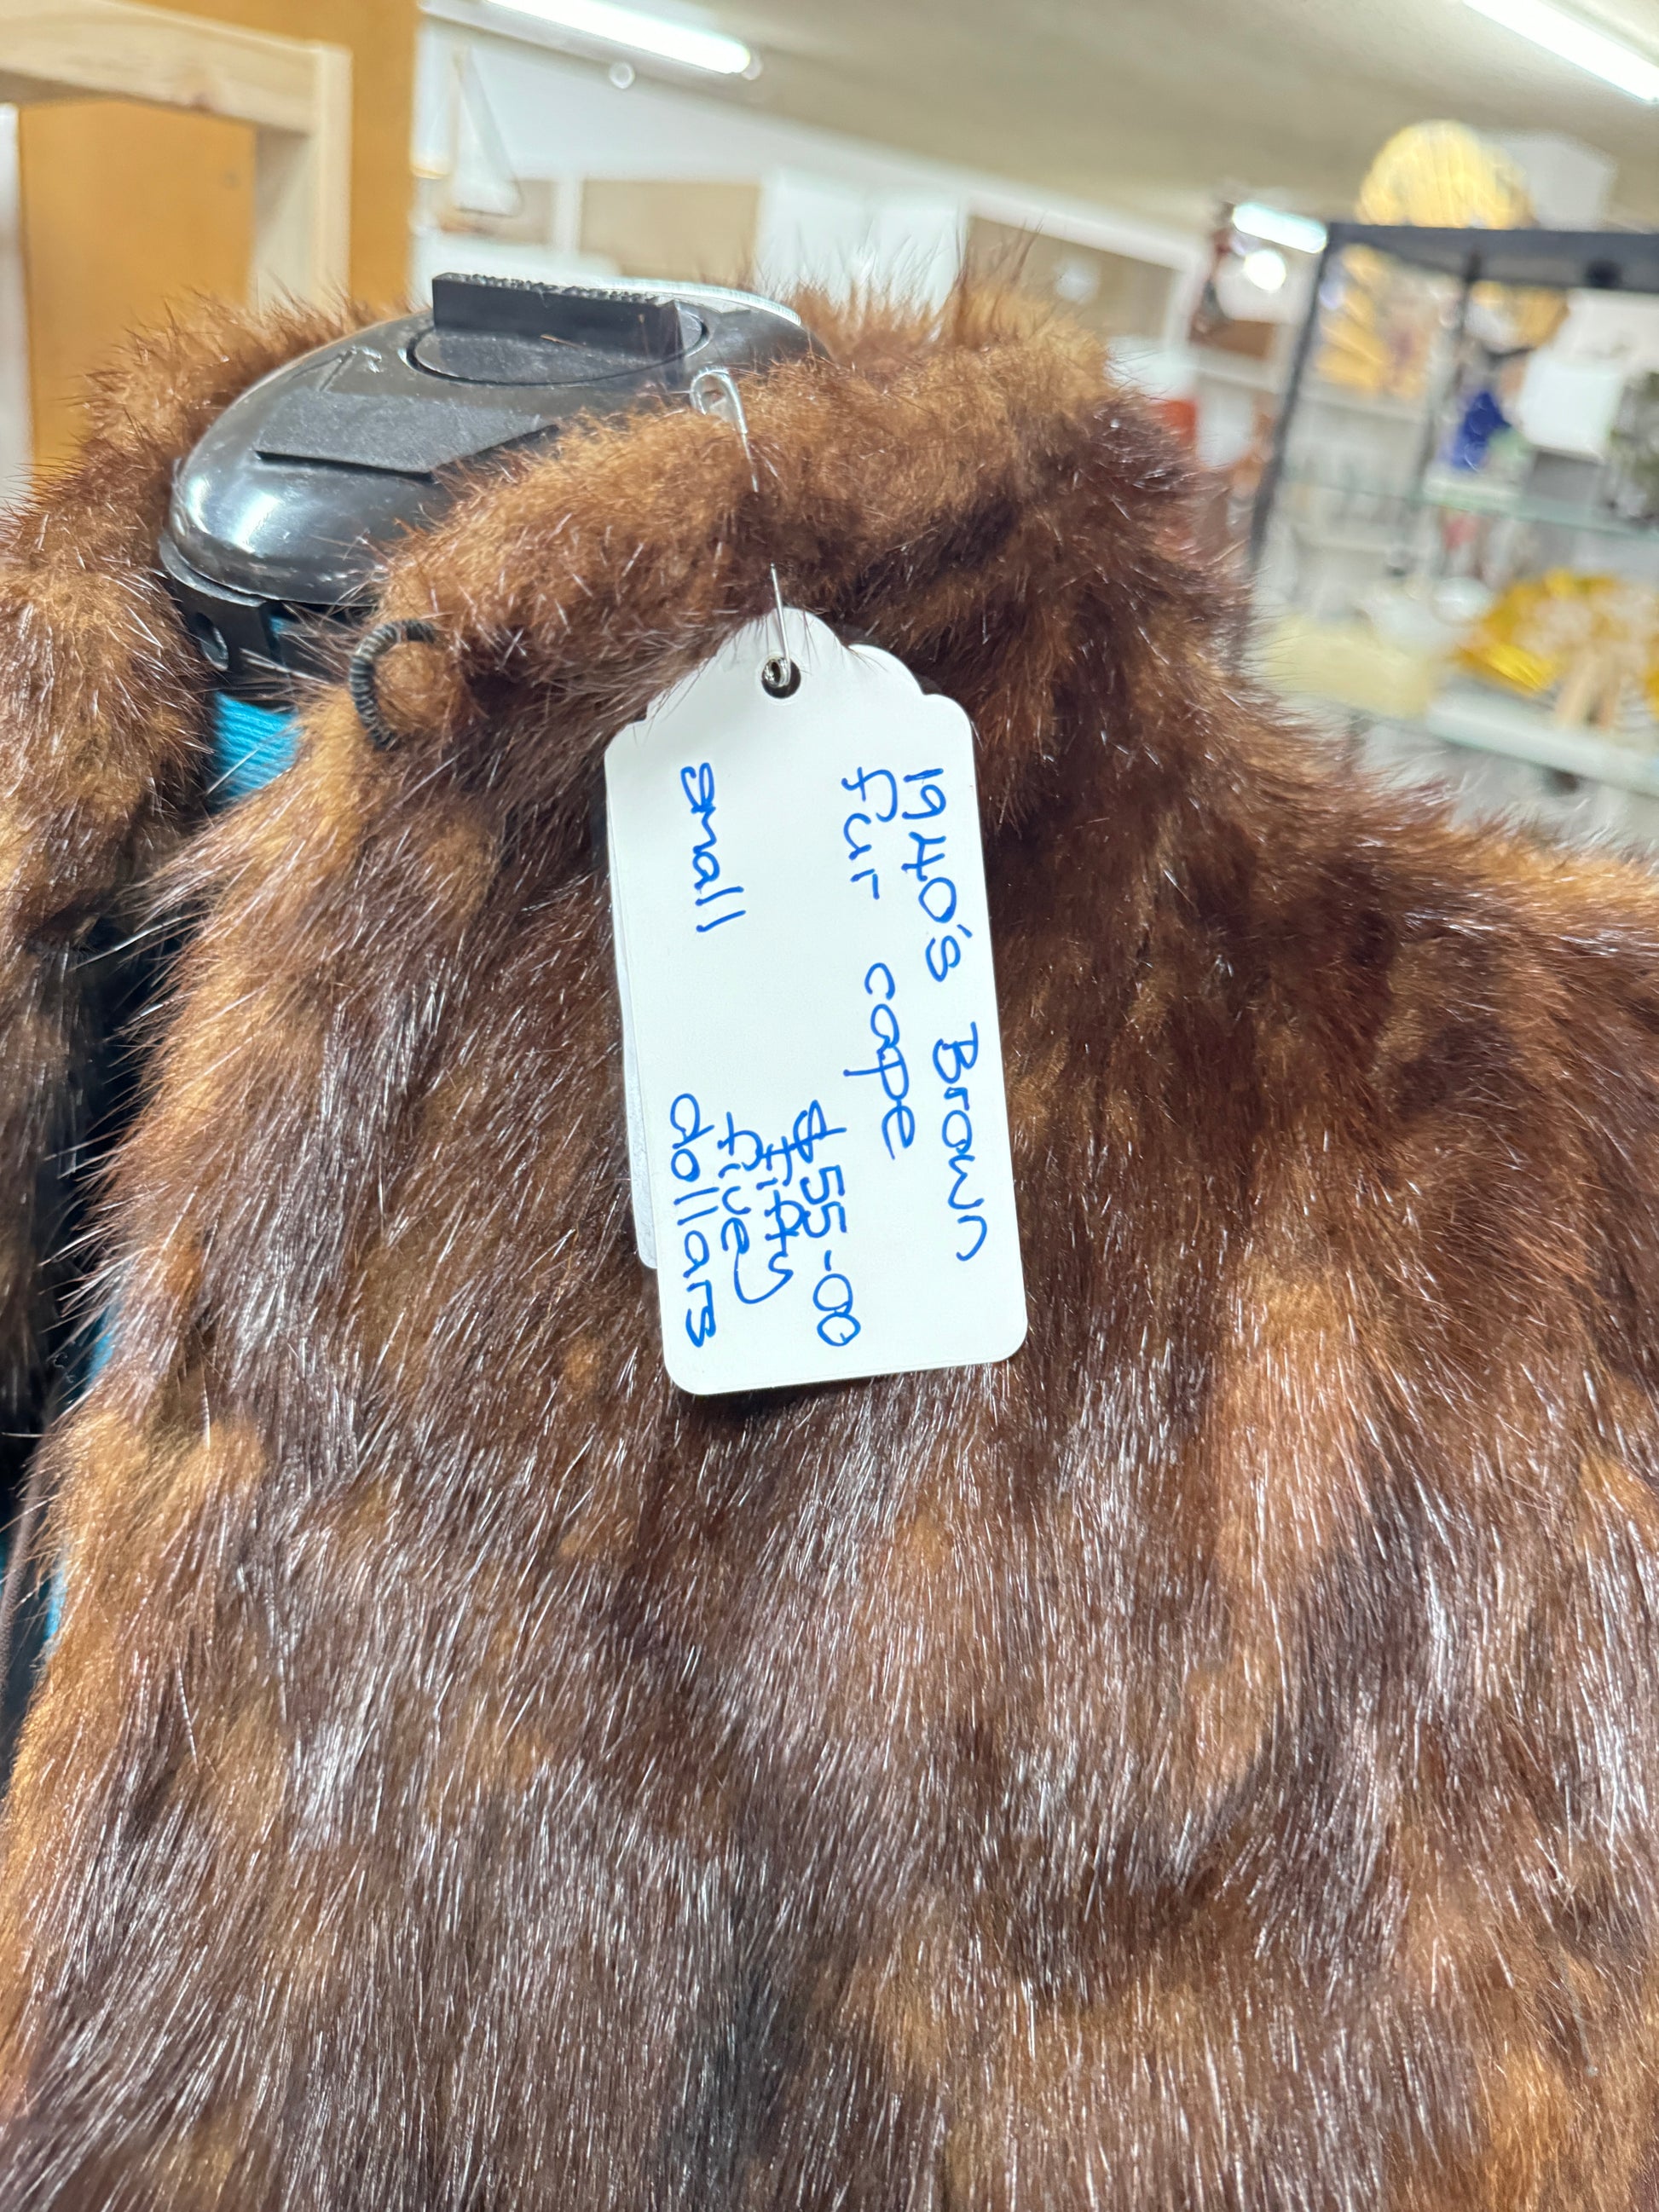 1940's Brown
fur cape
$55-00
fifty
five
dollars
small